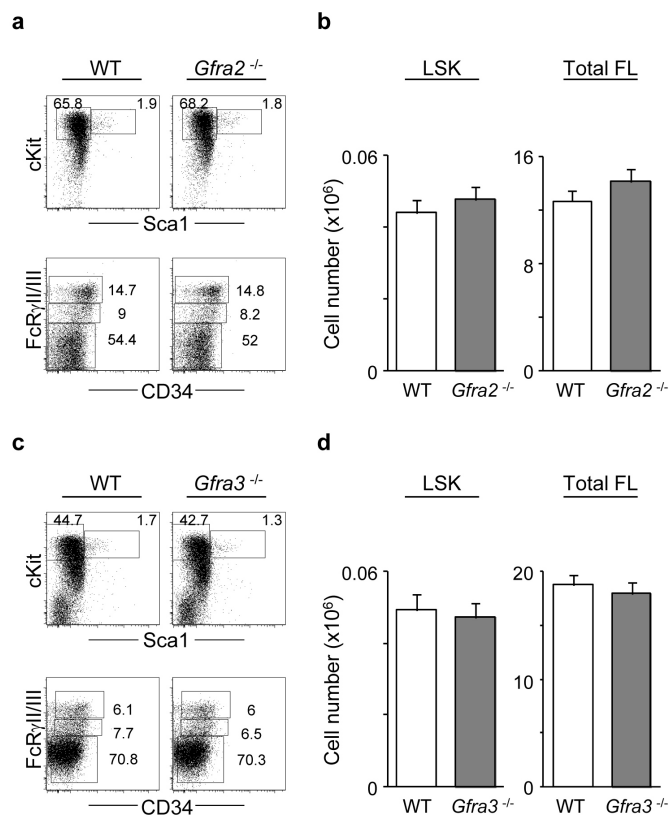 a
WT
Gfra2 -/-
65.8
1.9
68.2
1.8
cKit
Sca1
FcRγII/III
14.7
9
54.4
14.8
8.2
52
CD34
b
LSK
Total FL
Cell number (x10⁶)
0.06
0
WT
Gfra2 -/-
16
8
0
WT
Gfra2 -/-
c
WT
Gfra3 -/-
44.7
1.7
42.7
1.3
cKit
Sca1
FcRγII/III
6.1
7.7
70.8
6
6.5
70.3
CD34
d
LSK
Total FL
Cell number (x10⁶)
0.06
0
WT
Gfra3 -/-
20
10
0
WT
Gfra3 -/-